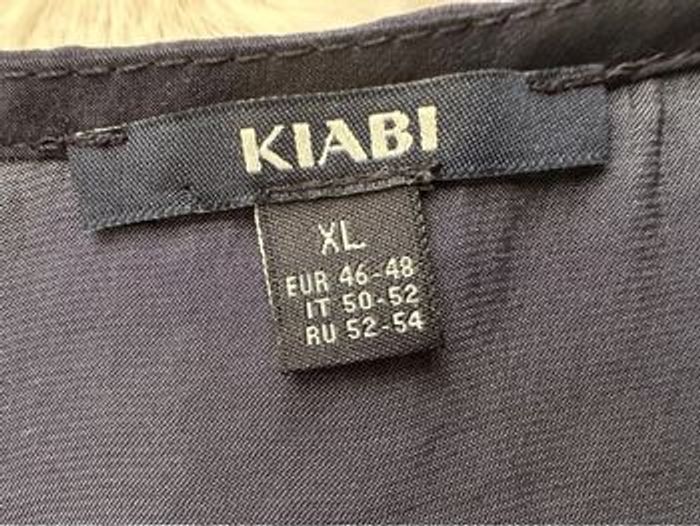 KIABI
XL
EUR 46-48
IT 50-52
RU 52-54